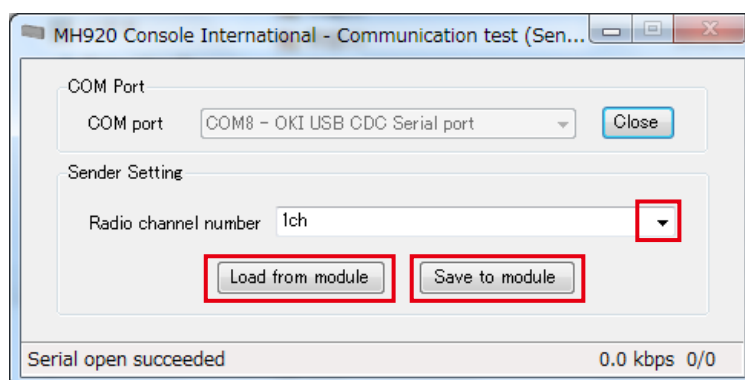 MH920 Console International - Communication test (Sen...
COM Port
COM port COM8 - OKI USB CDC Serial port Close
Sender Setting
Radio channel number 1ch
Load from module Save to module
Serial open succeeded 0.0 kbps 0/0